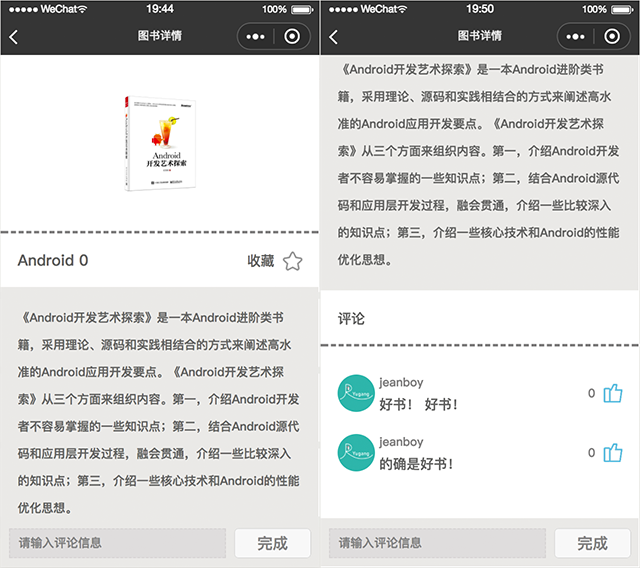 WeChat
19:44
100%
图书详情
Android
开发艺术探索
Android 0
收藏
《Android开发艺术探索》是一本Android进阶类书
籍，采用理论、源码和实践相结合的方式来阐述高水
准的Android应用开发要点。《Android开发艺术探
索》从三个方面来组织内容。第一，介绍Android开发
者不容易掌握的一些知识点；第二，结合Android源代
码和应用层开发过程，融会贯通，介绍一些比较深入
的知识点；第三，介绍一些核心技术和Android的性能
优化思想。
请输入评论信息
完成
WeChat
19:50
100%
图书详情
《Android开发艺术探索》是一本Android进阶类书
籍，采用理论、源码和实践相结合的方式来阐述高水
准的Android应用开发要点。《Android开发艺术探
索》从三个方面来组织内容。第一，介绍Android开发
者不容易掌握的一些知识点；第二，结合Android源代
码和应用层开发过程，融会贯通，介绍一些比较深入
的知识点；第三，介绍一些核心技术和Android的性能
优化思想。
评论
Yugang
jeanboy
0
好书！ 好书！
Yugang
jeanboy
0
的确是好书！
请输入评论信息
完成